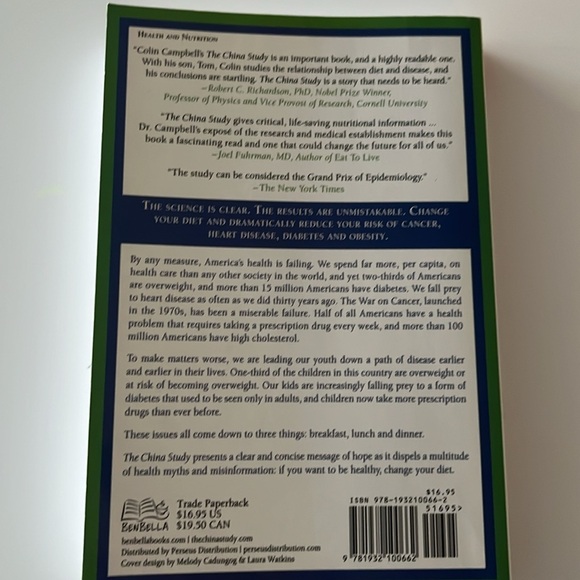 HEALTH AND NUTRITION
"Colin Campbell's The China Study is an important book, and a highly readable one.
With his son, Tom, Colin studies the relationship between diet and disease, and
his conclusions are startling. The China Study is a story that needs to be heard."
–Robert C. Richardson, PhD, Nobel Prize Winner,
Professor of Physics and Vice Provost of Research, Cornell University
"The China Study gives critical, life-saving nutritional information ...
Dr. Campbell's exposé of the research and medical establishment makes this
book a fascinating read and one that could change the future for all of us."
–Joel Fuhrman, MD, Author of Eat To Live
"The study can be considered the Grand Prix of Epidemiology."
–The New York Times
THE SCIENCE IS CLEAR. THE RESULTS ARE UNMISTAKABLE. CHANGE
YOUR DIET AND DRAMATICALLY REDUCE YOUR RISK OF CANCER,
HEART DISEASE, DIABETES AND OBESITY.
By any measure, America's health is failing. We spend far more, per capita, on
health care than any other society in the world, and yet two-thirds of Americans
are overweight, and more than 15 million Americans have diabetes. We fall prey
to heart disease as often as we did thirty years ago. The War on Cancer, launched
in the 1970s, has been a miserable failure. Half of all Americans have a health
problem that requires taking a prescription drug every week, and more than 100
million Americans have high cholesterol.
To make matters worse, we are leading our youth down a path of disease earlier
and earlier in their lives. One-third of the children in this country are overweight or
at risk of becoming overweight. Our kids are increasingly falling prey to a form of
diabetes that used to be seen only in adults, and children now take more prescription
drugs than ever before.
These issues all come down to three things: breakfast, lunch and dinner.
The China Study presents a clear and concise message of hope as it dispels a multitude
of health myths and misinformation: if you want to be healthy, change your diet.
$16.95
ISBN 978-193210066-2
51695>
Trade Paperback
$16.95 US
$19.50 CAN
BENBELLA
benbellabooks.com | thechinastudy.com
Distributed by Perseus Distribution | perseusdistribution.com
Cover design by Melody Cadungog & Laura Watkins
9 781932 100662